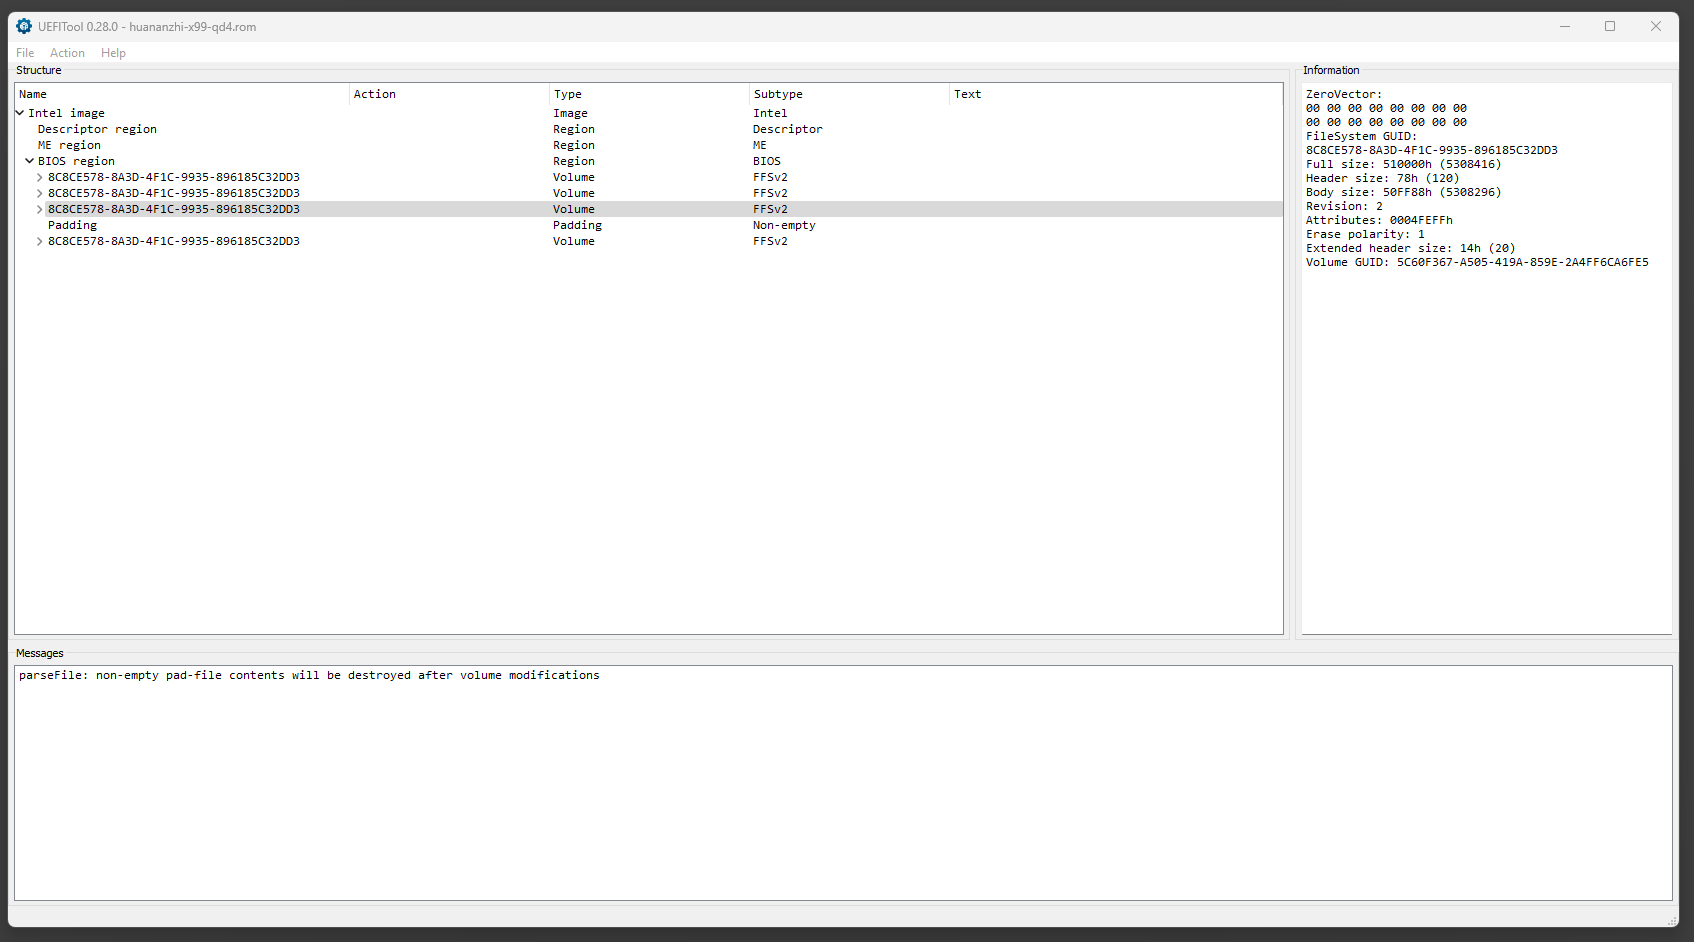 UEFITool 0.28.0 - huananzhi-x99-qd4.rom
File Action Help
Structure
Name Action Type Subtype Text
Intel image Image Intel
Descriptor region Region Descriptor
ME region Region ME
BIOS region Region BIOS
8C8CE578-8A3D-4F1C-9935-896185C32DD3 Volume FFSv2
8C8CE578-8A3D-4F1C-9935-896185C32DD3 Volume FFSv2
8C8CE578-8A3D-4F1C-9935-896185C32DD3 Volume FFSv2
Padding Padding Non-empty
8C8CE578-8A3D-4F1C-9935-896185C32DD3 Volume FFSv2
Information
ZeroVector:
00 00 00 00 00 00 00 00
00 00 00 00 00 00 00 00
FileSystem GUID:
8C8CE578-8A3D-4F1C-9935-896185C32DD3
Full size: 510000h (5308416)
Header size: 78h (120)
Body size: 50FF88h (5308296)
Revision: 2
Attributes: 0004FEFFh
Erase polarity: 1
Extended header size: 14h (20)
Volume GUID: 5C60F367-A505-419A-859E-2A4FF6CA6FE5
Messages
parseFile: non-empty pad-file contents will be destroyed after volume modifications